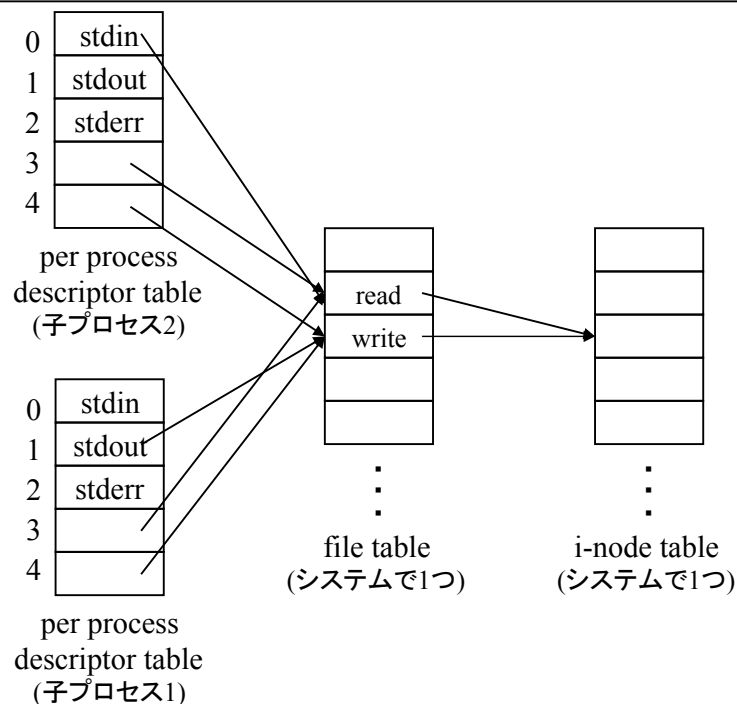 0 stdin
1 stdout
2 stderr
3
4
per process
descriptor table
(子プロセス2)
0 stdin
1 stdout
2 stderr
3
4
per process
descriptor table
(子プロセス1)
read
write
file table
(システムで1つ)
i-node table
(システムで1つ)